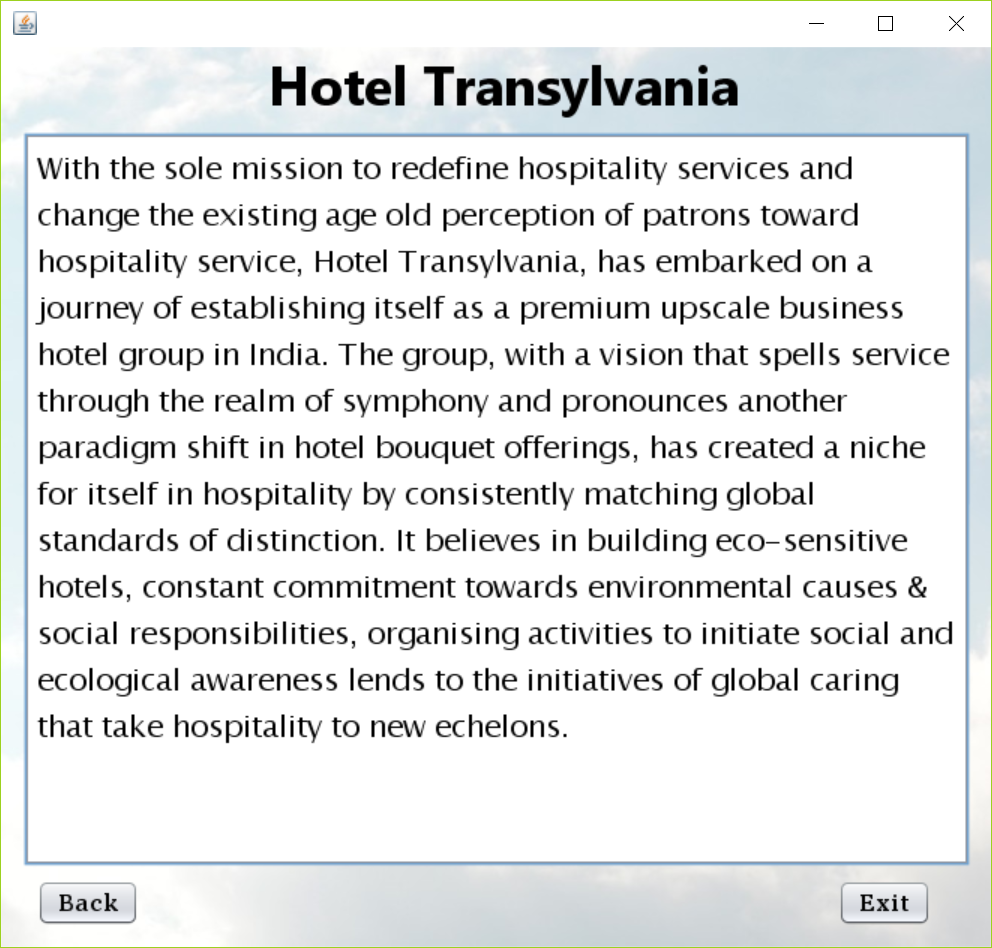 Hotel Transylvania
With the sole mission to redefine hospitality services and
change the existing age old perception of patrons toward
hospitality service, Hotel Transylvania, has embarked on a
journey of establishing itself as a premium upscale business
hotel group in India. The group, with a vision that spells service
through the realm of symphony and pronounces another
paradigm shift in hotel bouquet offerings, has created a niche
for itself in hospitality by consistently matching global
standards of distinction. It believes in building eco-sensitive
hotels, constant commitment towards environmental causes &
social responsibilities, organising activities to initiate social and
ecological awareness lends to the initiatives of global caring
that take hospitality to new echelons.
Back
Exit